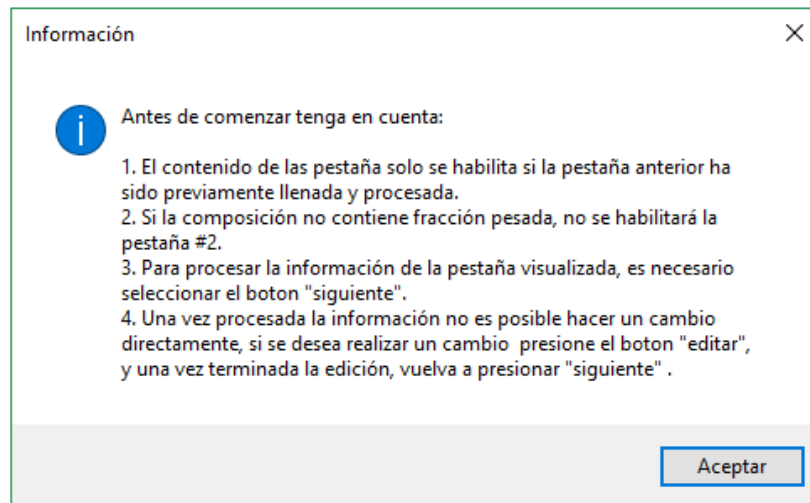 Información
Antes de comenzar tenga en cuenta:
1. El contenido de las pestaña solo se habilita si la pestaña anterior ha
sido previamente llenada y procesada.
2. Si la composición no contiene fracción pesada, no se habilitará la
pestaña #2.
3. Para procesar la información de la pestaña visualizada, es necesario
seleccionar el boton "siguiente".
4. Una vez procesada la información no es posible hacer un cambio
directamente, si se desea realizar un cambio  presione el boton "editar",
y una vez terminada la edición, vuelva a presionar "siguiente" .
Aceptar